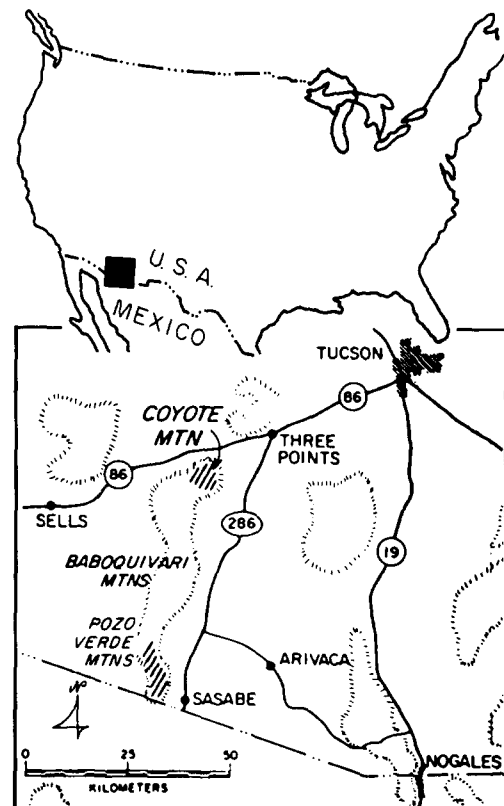 U.S.A.
MEXICO
TUCSON
86
COYOTE
MTN
THREE
POINTS
86
SELLS
286
19
BABOQUIVARI
MTNS
POZO
VERDE
MTNS
ARIVACA
SASABE
N
NOGALES
0 25 50
KILOMETERS